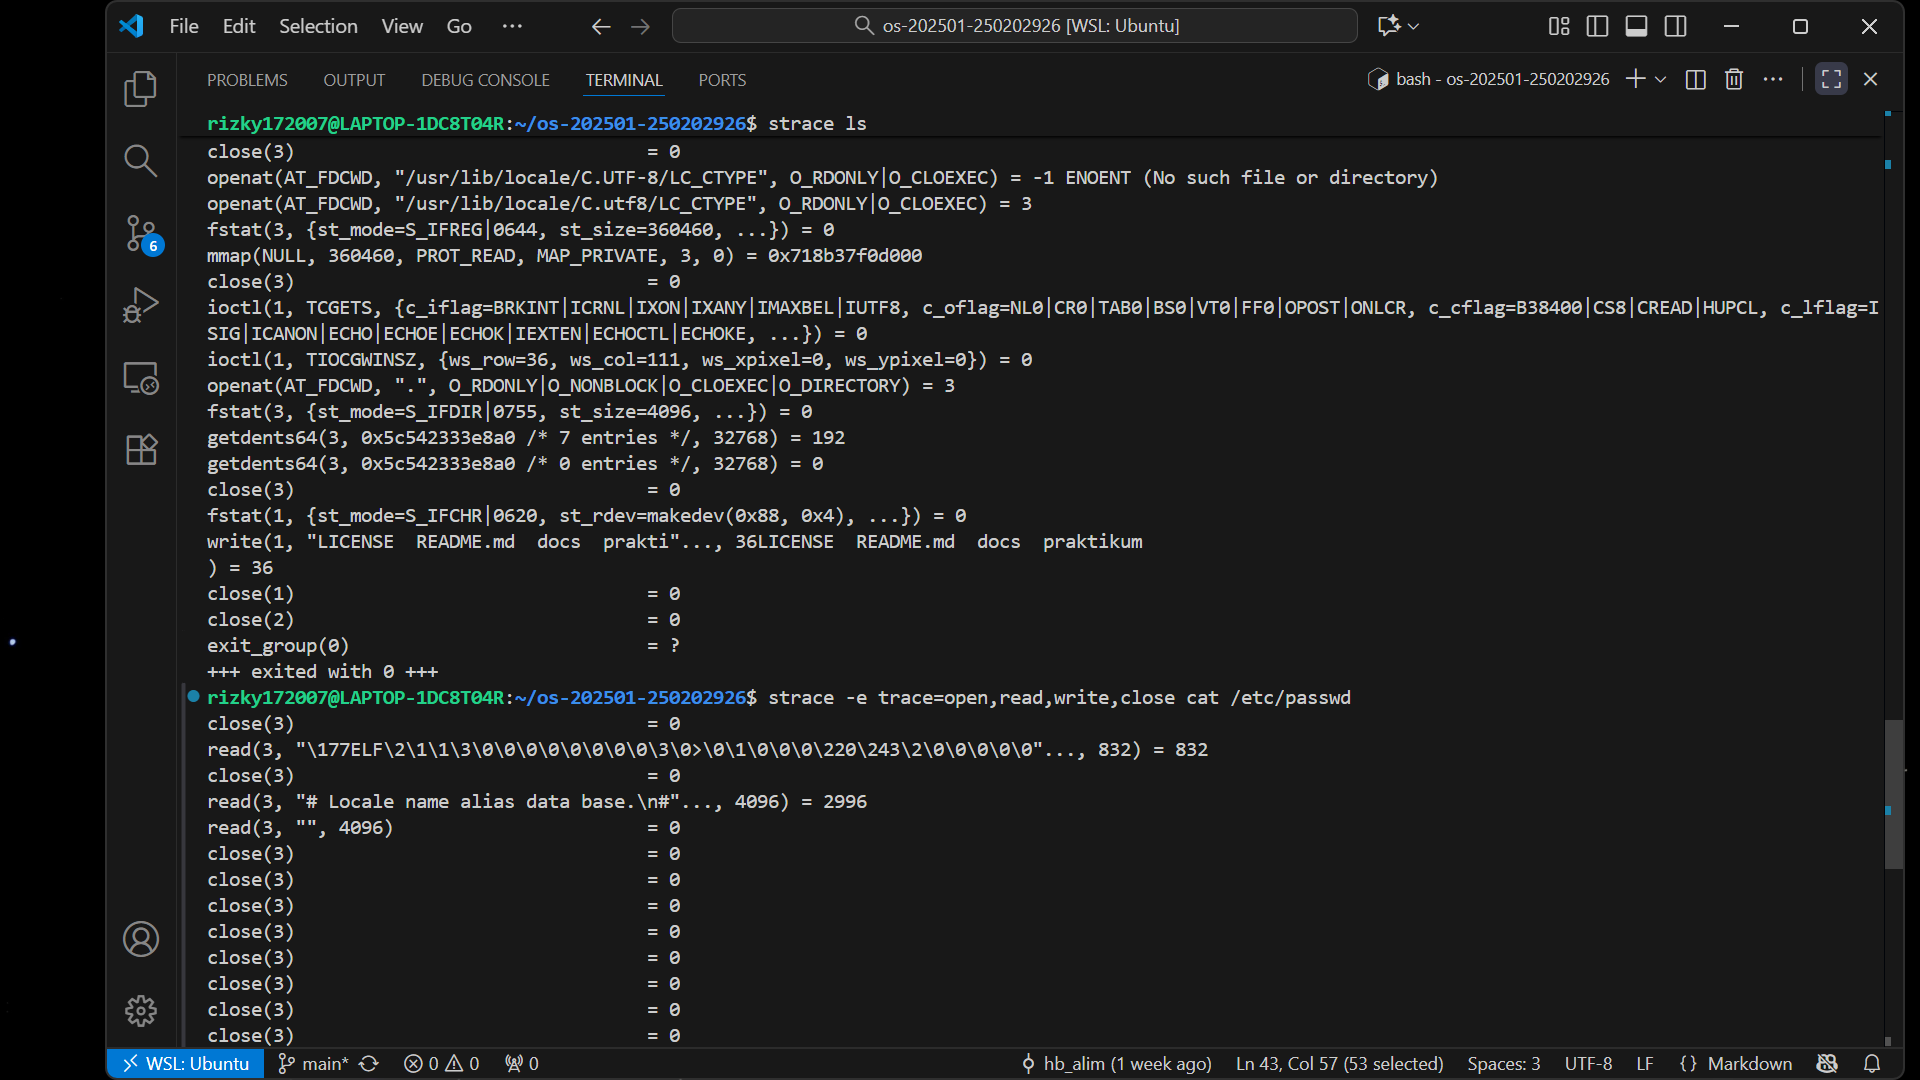 File Edit Selection View Go ··· os-202501-250202926 [WSL: Ubuntu]
PROBLEMS OUTPUT DEBUG CONSOLE TERMINAL PORTS bash - os-202501-250202926
rizky172007@LAPTOP-1DC8T04R:~/os-202501-250202926$ strace ls
close(3) = 0
openat(AT_FDCWD, "/usr/lib/locale/C.UTF-8/LC_CTYPE", O_RDONLY|O_CLOEXEC) = -1 ENOENT (No such file or directory)
openat(AT_FDCWD, "/usr/lib/locale/C.utf8/LC_CTYPE", O_RDONLY|O_CLOEXEC) = 3
fstat(3, {st_mode=S_IFREG|0644, st_size=360460, ...}) = 0
mmap(NULL, 360460, PROT_READ, MAP_PRIVATE, 3, 0) = 0x718b37f0d000
close(3) = 0
ioctl(1, TCGETS, {c_iflag=BRKINT|ICRNL|IXON|IXANY|IMAXBEL|IUTF8, c_oflag=NL0|CR0|TAB0|BS0|VT0|FF0|OPOST|ONLCR, c_cflag=B38400|CS8|CREAD|HUPCL, c_lflag=I
SIG|ICANON|ECHO|ECHOE|ECHOK|IEXTEN|ECHOCTL|ECHOKE, ...}) = 0
ioctl(1, TIOCGWINSZ, {ws_row=36, ws_col=111, ws_xpixel=0, ws_ypixel=0}) = 0
openat(AT_FDCWD, ".", O_RDONLY|O_NONBLOCK|O_CLOEXEC|O_DIRECTORY) = 3
fstat(3, {st_mode=S_IFDIR|0755, st_size=4096, ...}) = 0
getdents64(3, 0x5c542333e8a0 /* 7 entries */, 32768) = 192
getdents64(3, 0x5c542333e8a0 /* 0 entries */, 32768) = 0
close(3) = 0
fstat(1, {st_mode=S_IFCHR|0620, st_rdev=makedev(0x88, 0x4), ...}) = 0
write(1, "LICENSE  README.md  docs  prakti"..., 36LICENSE  README.md  docs  praktikum
) = 36
close(1) = 0
close(2) = 0
exit_group(0) = ?
+++ exited with 0 +++
rizky172007@LAPTOP-1DC8T04R:~/os-202501-250202926$ strace -e trace=open,read,write,close cat /etc/passwd
close(3) = 0
read(3, "\177ELF\2\1\1\3\0\0\0\0\0\0\0\0\3\0>\0\1\0\0\0\220\243\2\0\0\0\0\0"..., 832) = 832
close(3) = 0
read(3, "# Locale name alias data base.\n#"..., 4096) = 2996
read(3, "", 4096) = 0
close(3) = 0
close(3) = 0
close(3) = 0
close(3) = 0
close(3) = 0
close(3) = 0
close(3) = 0
close(3) = 0
6
WSL: Ubuntu main* 0 0 0 hb_alim (1 week ago) Ln 43, Col 57 (53 selected) Spaces: 3 UTF-8 LF {} Markdown